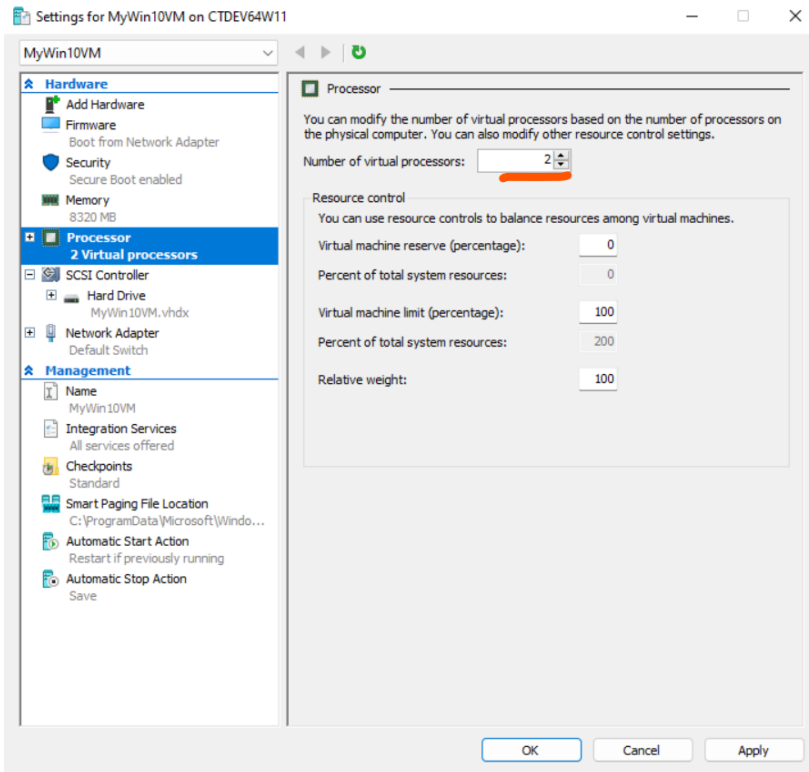 Settings for MyWin10VM on CTDEV64W11
MyWin10VM
Hardware
Add Hardware
Firmware
Boot from Network Adapter
Security
Secure Boot enabled
Memory
8320 MB
Processor
2 Virtual processors
SCSI Controller
Hard Drive
MyWin10VM.vhdx
Network Adapter
Default Switch
Management
Name
MyWin10VM
Integration Services
All services offered
Checkpoints
Standard
Smart Paging File Location
C:\ProgramData\Microsoft\Windo...
Automatic Start Action
Restart if previously running
Automatic Stop Action
Save
Processor
You can modify the number of virtual processors based on the number of processors on
the physical computer. You can also modify other resource control settings.
Number of virtual processors: 2
Resource control
You can use resource controls to balance resources among virtual machines.
Virtual machine reserve (percentage): 0
Percent of total system resources: 0
Virtual machine limit (percentage): 100
Percent of total system resources: 200
Relative weight: 100
OK Cancel Apply